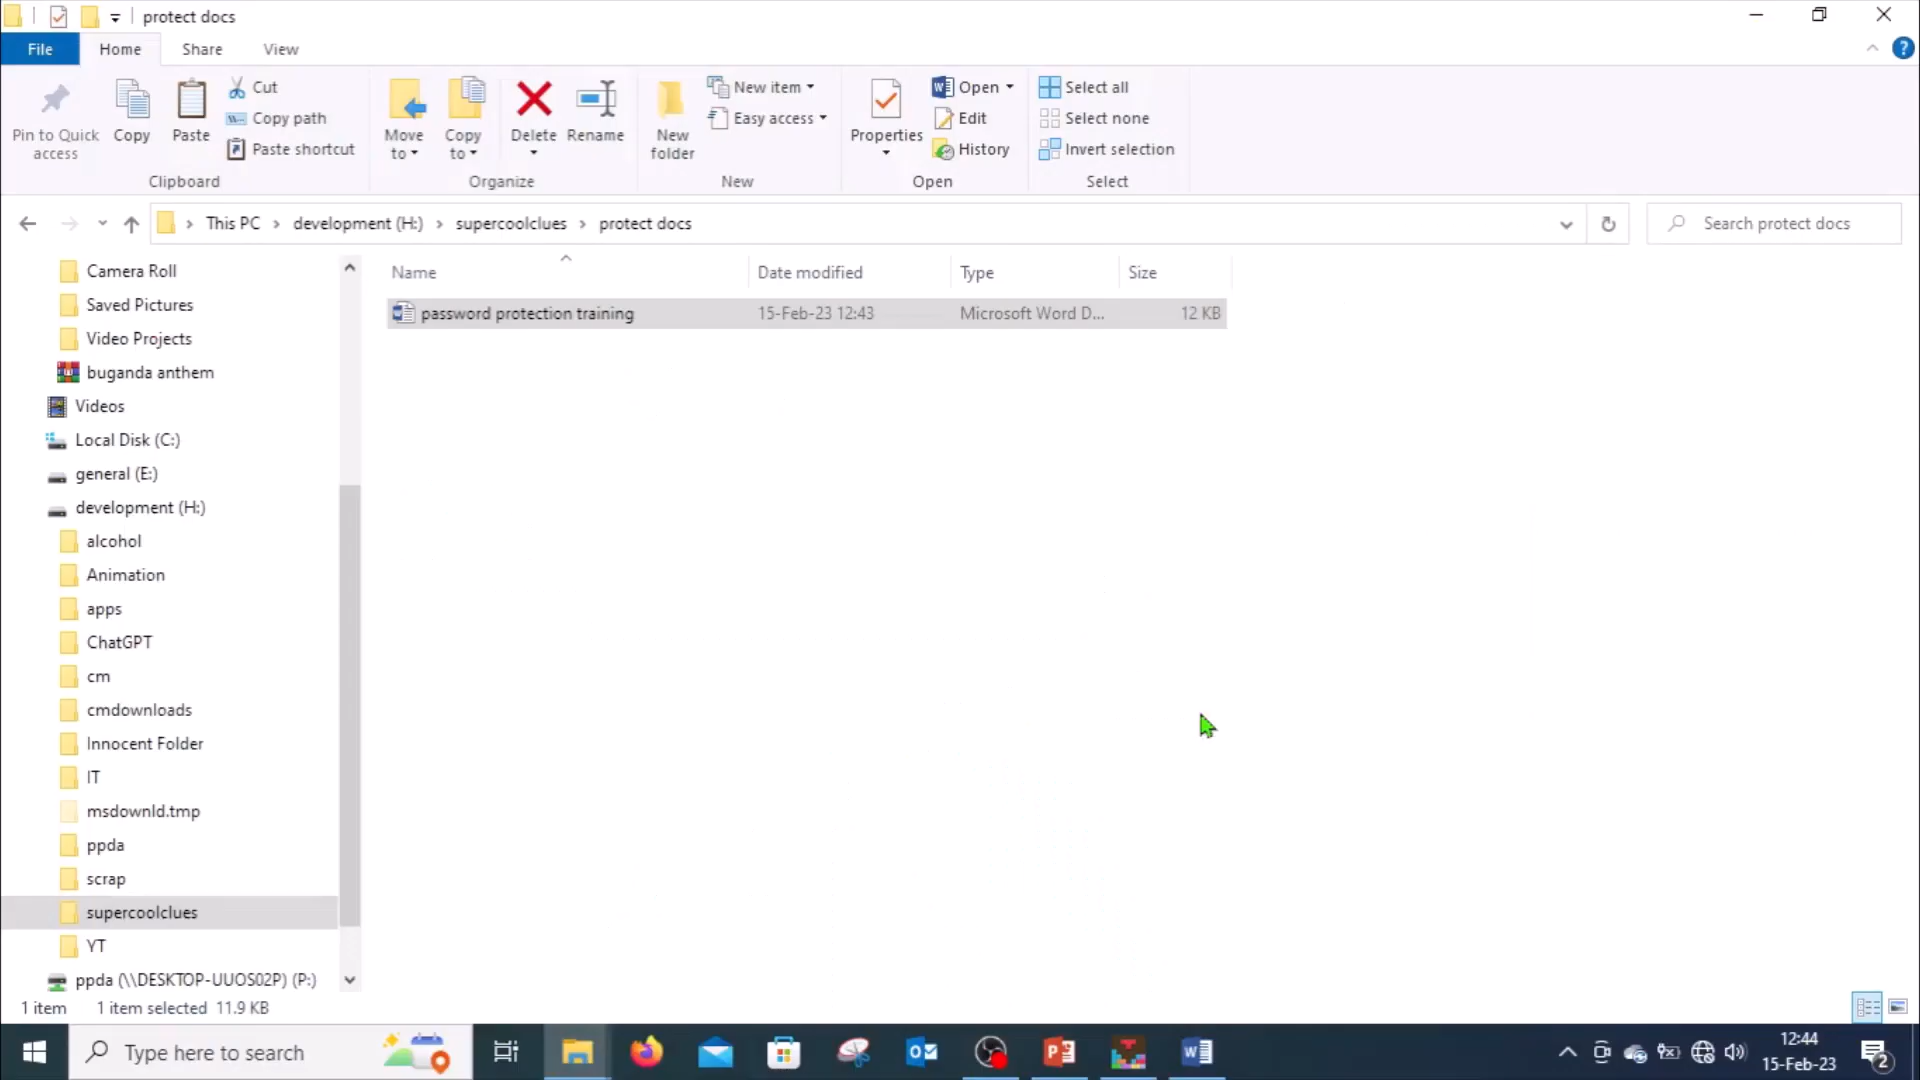 protect docs
File
Home
Share
View
Pin to Quick access
Copy
Paste
Cut
Copy path
Paste shortcut
Clipboard
Move to
Copy to
Delete
Rename
Organize
New folder
New item
Easy access
New
Properties
Open
Edit
History
Open
Select all
Select none
Invert selection
Select
This PC
development (H:)
supercoolclues
protect docs
Search protect docs
Name
Date modified
Type
Size
password protection training
15-Feb-23 12:43
Microsoft Word D...
12 KB
Camera Roll
Saved Pictures
Video Projects
buganda anthem
Videos
Local Disk (C:)
general (E:)
development (H:)
alcohol
Animation
apps
ChatGPT
cm
cmdownloads
Innocent Folder
IT
msdownld.tmp
ppda
scrap
supercoolclues
YT
ppda (\\DESKTOP-UUOS02P) (P:)
1 item
1 item selected 11.9 KB
Type here to search
12:44
15-Feb-23
2